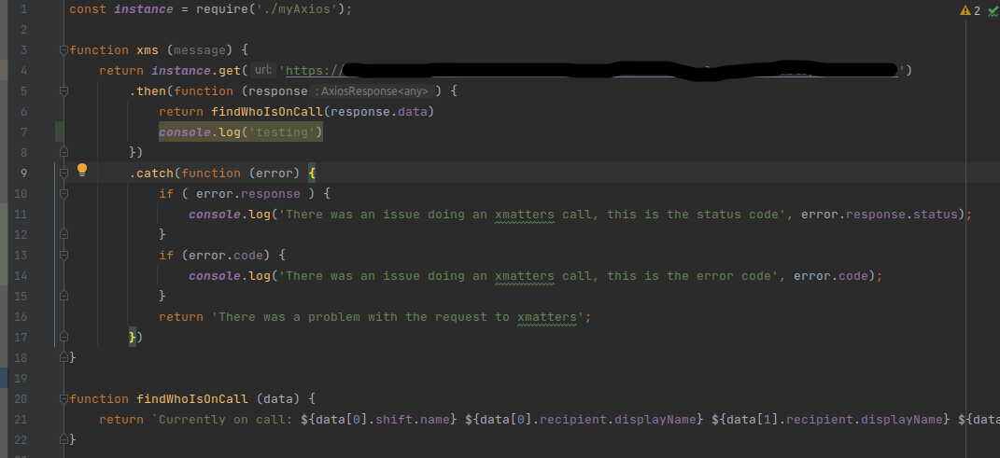 1 const instance = require('./myAxios');
2
3 function xms (message) {
4 return instance.get( url: 'https://')
5 .then(function (response : AxiosResponse<any> ) {
6 return findWhoIsOnCall(response.data)
7 console.log('testing')
8 })
9 .catch(function (error) {
10 if ( error.response ) {
11 console.log('There was an issue doing an xmatters call, this is the status code', error.response.status);
12 }
13 if (error.code) {
14 console.log('There was an issue doing an xmatters call, this is the error code', error.code);
15 }
16 return 'There was a problem with the request to xmatters';
17 })
18 }
19
20 function findWhoIsOnCall (data) {
21 return `Currently on call: ${data[0].shift.name} ${data[0].recipient.displayName} ${data[1].recipient.displayName} ${data
22 }
2